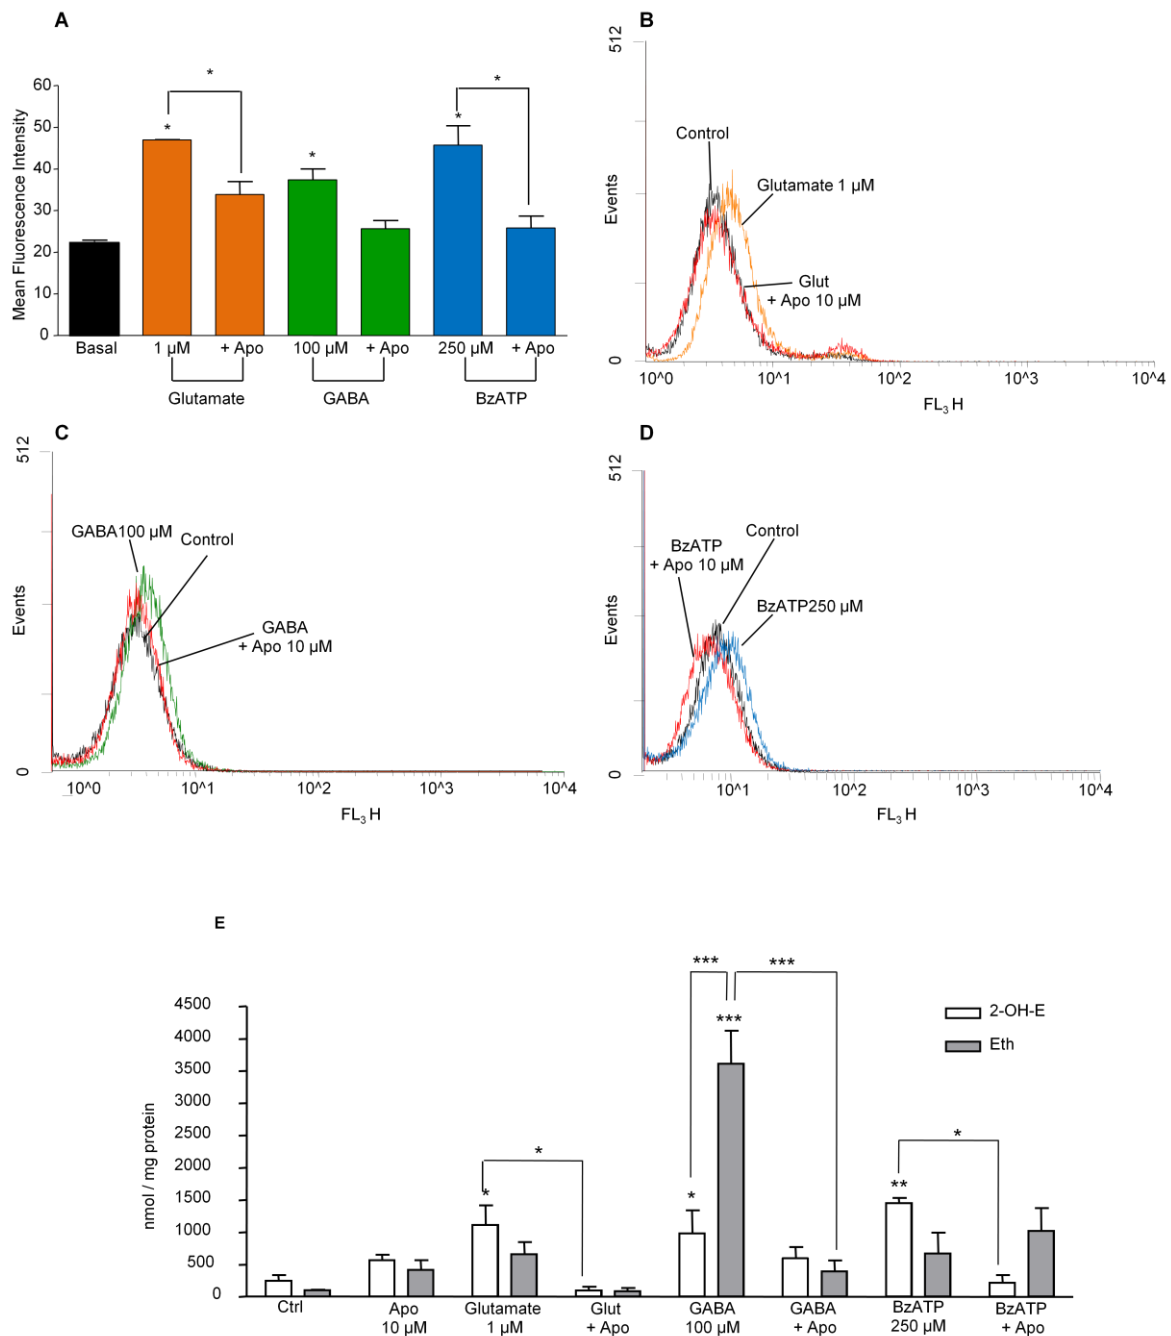 A
*
*
60
50
40
30
20
10
0
Mean Fluorescence Intensity
*
*
*
Basal
1 µM
+ Apo
100 µM
+ Apo
250 µM
+ Apo
Glutamate
GABA
BzATP
B
512
Events
0
Control
Glutamate 1 µM
Glut
+ Apo 10 µM
10^0
10^1
10^2
10^3
10^4
FL3 H
C
512
Events
0
GABA100 µM
Control
GABA
+ Apo 10 µM
10^0
10^1
10^2
10^3
10^4
FL3 H
D
512
Events
0
Control
BzATP
+ Apo 10 µM
BzATP250 µM
10^1
10^2
10^3
10^4
FL3 H
E
***
***
***
*
*
*
**
*
2-OH-E
Eth
4500
4000
3500
3000
2500
2000
1500
1000
500
0
nmol / mg protein
Ctrl
Apo
10 µM
Glutamate
1 µM
Glut
+ Apo
GABA
100 µM
GABA
+ Apo
BzATP
250 µM
BzATP
+ Apo